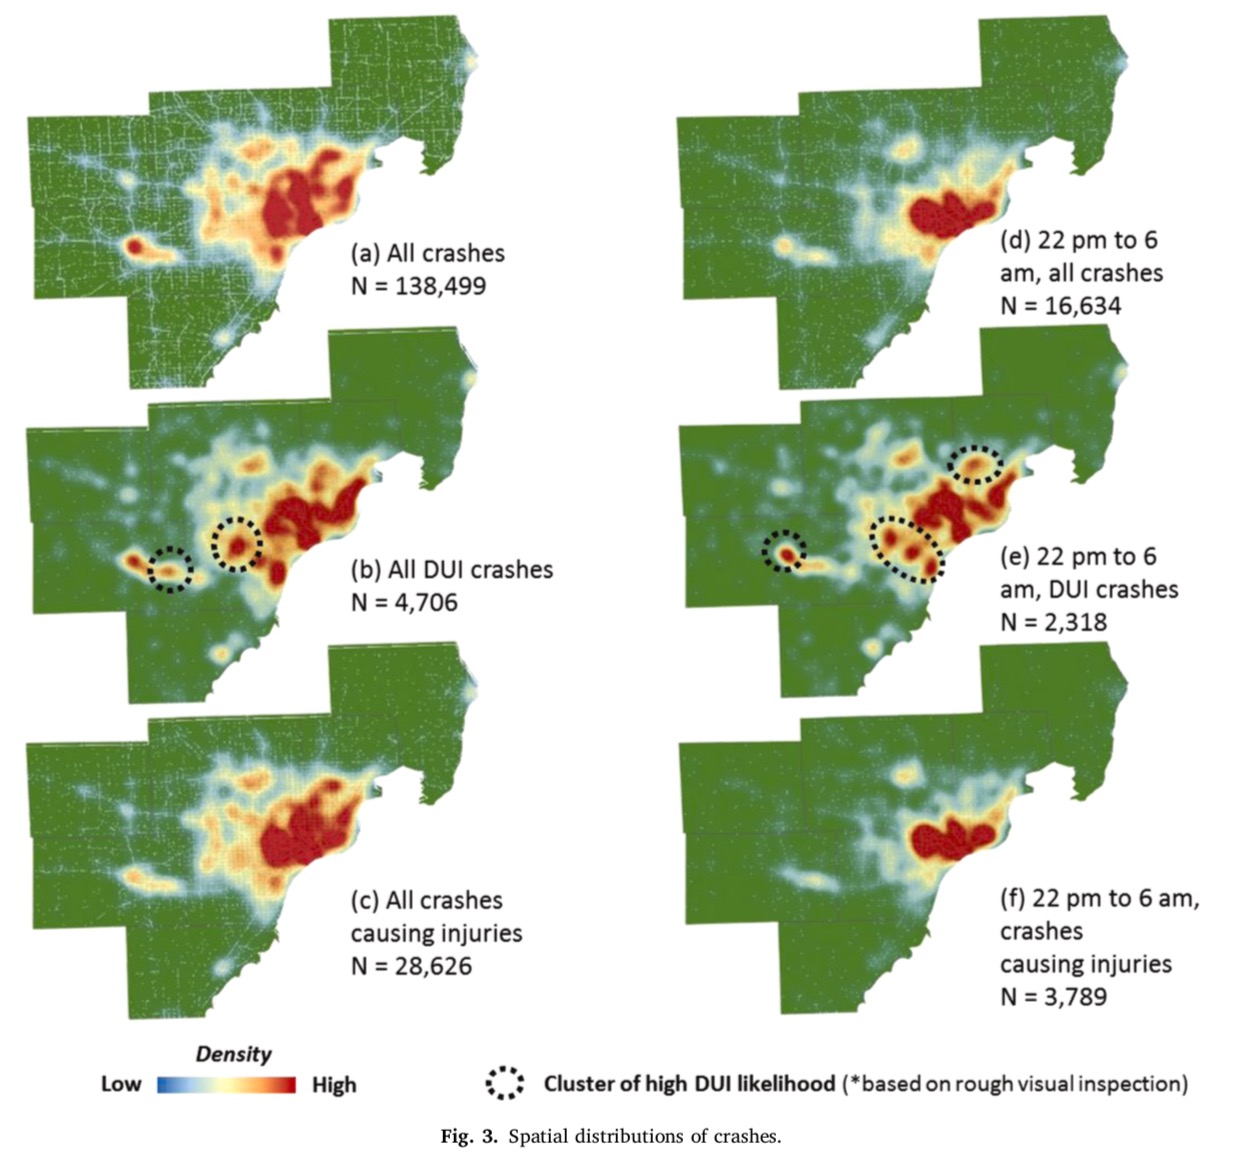 (a) All crashes
N = 138,499
(d) 22 pm to 6
am, all crashes
N = 16,634
(b) All DUI crashes
N = 4,706
(e) 22 pm to 6
am, DUI crashes
N = 2,318
(c) All crashes
causing injuries
N = 28,626
(f) 22 pm to 6 am,
crashes
causing injuries
N = 3,789
Density
Low High
Cluster of high DUI likelihood (*based on rough visual inspection)
Fig. 3. Spatial distributions of crashes.